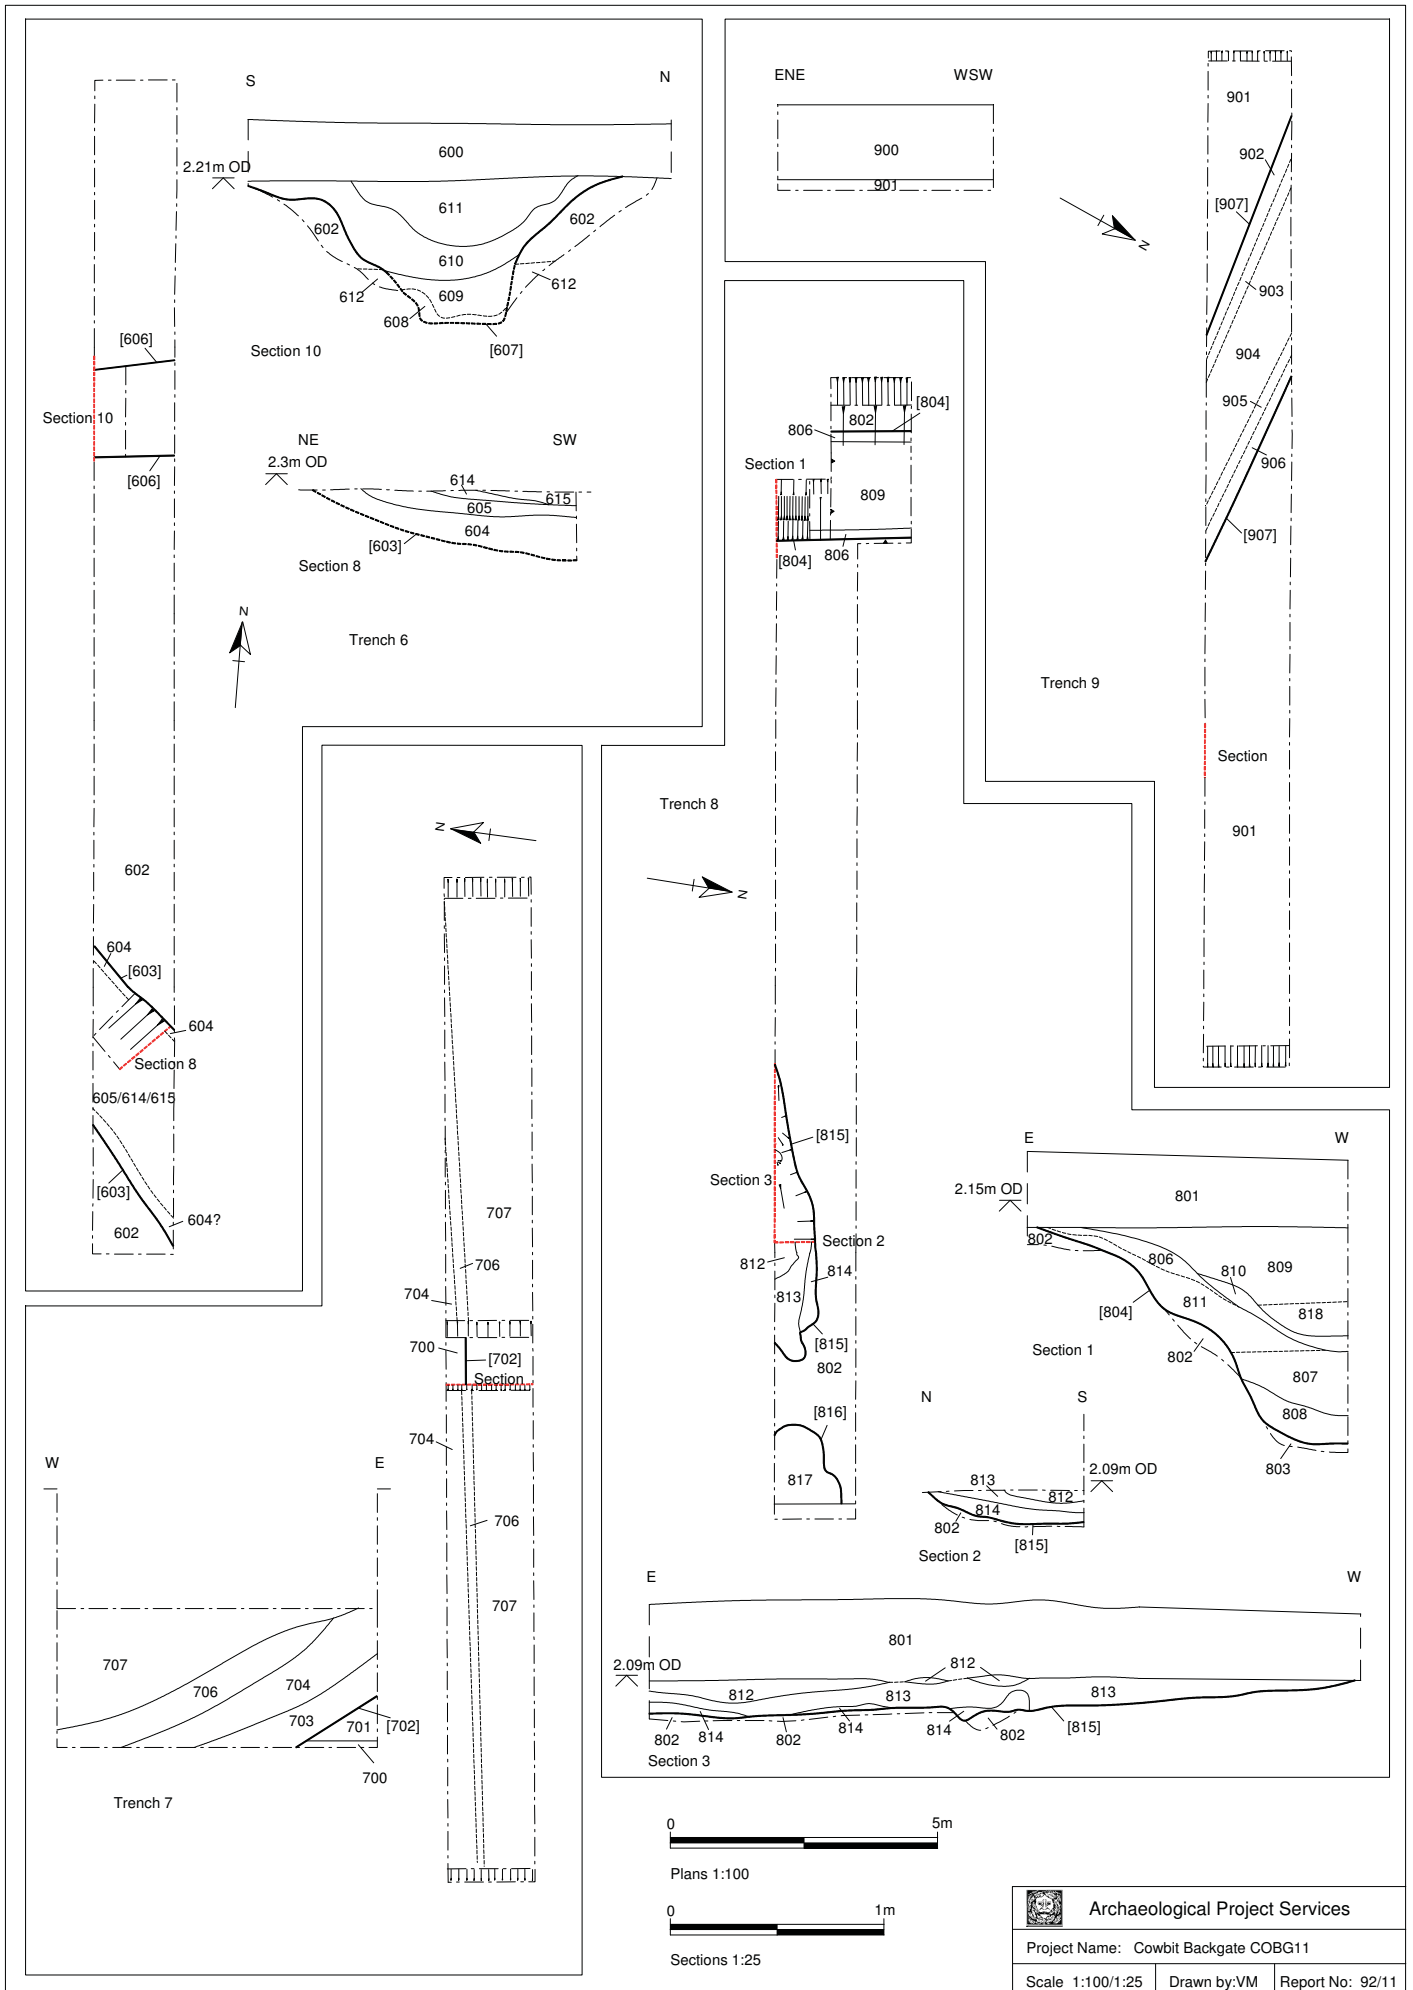 S
N
600
2.21m OD
611
602
602
610
612
609
612
608
[607]
Section 10
[606]
Section 10
[606]
NE
SW
2.3m OD
614
615
605
604
[603]
Section 8
N
Trench 6
602
604
[603]
604
Section 8
605/614/615
[603]
604?
602
ENE
WSW
900
901
N
901
902
[907]
903
904
905
906
[907]
Trench 9
Section
901
N
707
706
704
700
[702]
Section
704
706
707
W
E
707
706
704
703
701
[702]
700
Trench 7
802
[804]
806
Section 1
809
[804]
806
Trench 8
N
[815]
Section 3
Section 2
812
814
813
[815]
802
[816]
817
E
W
2.15m OD
801
802
806
810
809
811
818
[804]
802
Section 1
807
808
803
N
S
2.09m OD
813
812
814
802
[815]
Section 2
E
W
801
2.09m OD
812
812
813
813
802
814
802
814
814
802
[815]
Section 3
0
5m
Plans 1:100
0
1m
Sections 1:25
Archaeological Project Services
Project Name: Cowbit Backgate COBG11
Scale 1:100/1:25
Drawn by:VM
Report No: 92/11